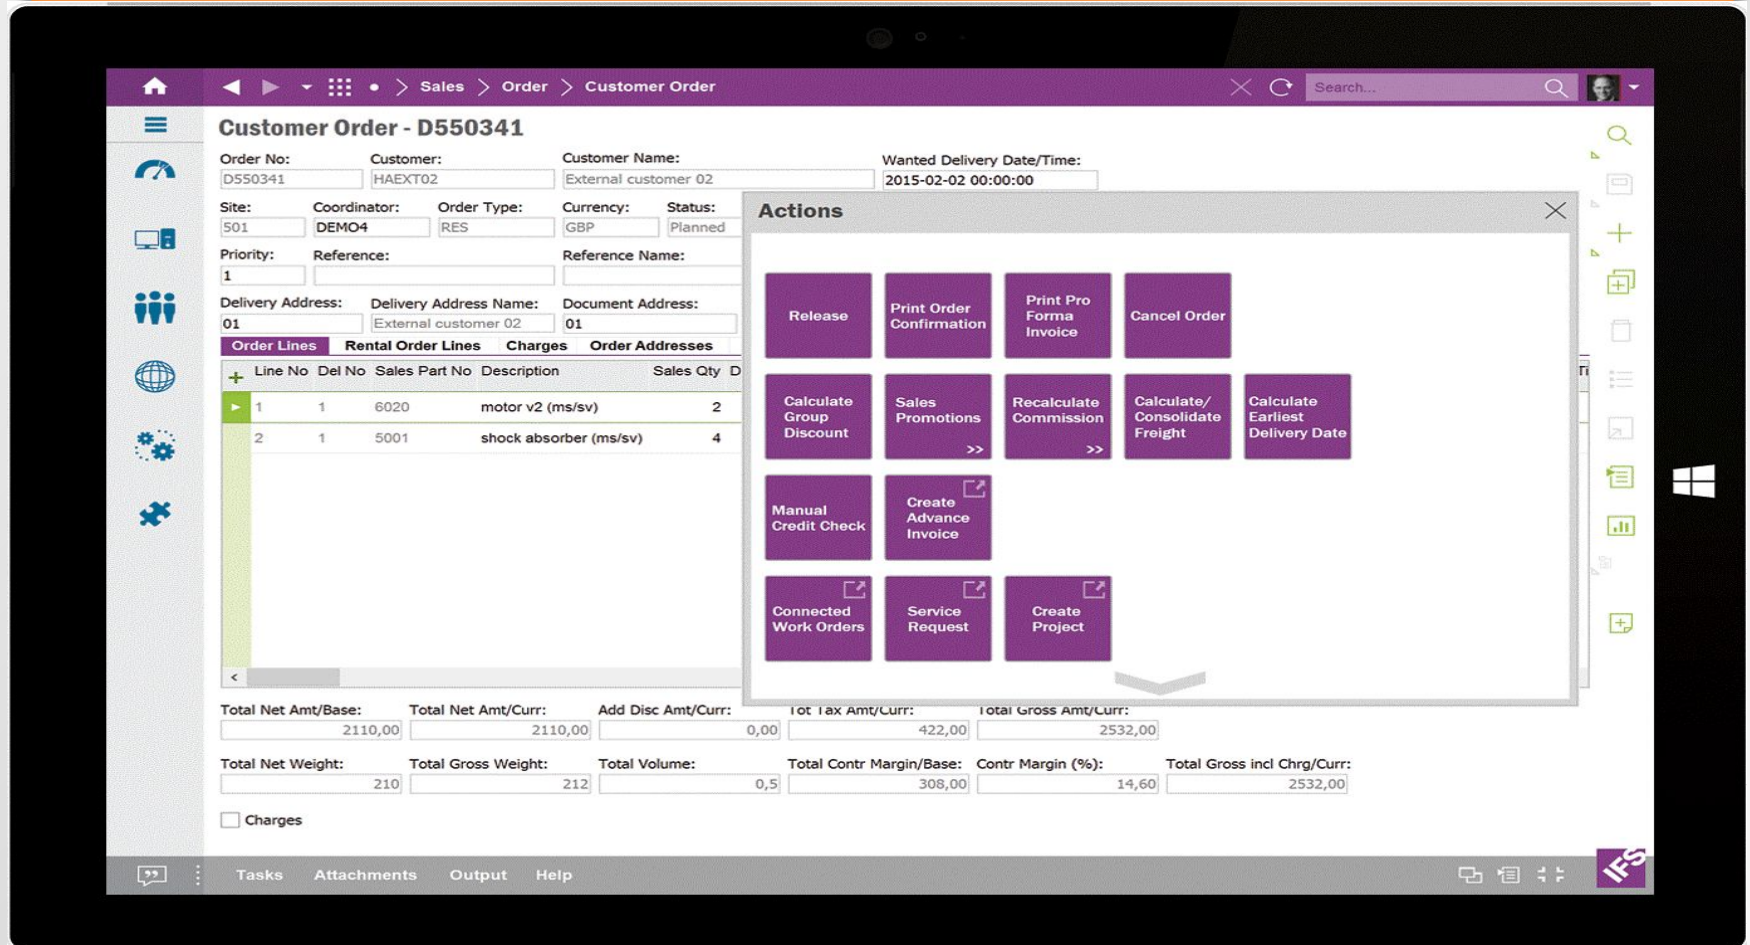 Sales > Order > Customer Order
Search...
Customer Order - D550341
Order No: Customer: Customer Name: Wanted Delivery Date/Time:
D550341 HAEXT02 External customer 02 2015-02-02 00:00:00
Site: Coordinator: Order Type: Currency: Status:
501 DEMO4 RES GBP Planned
Priority: Reference: Reference Name:
1
Delivery Address: Delivery Address Name: Document Address:
01 External customer 02 01
Order Lines Rental Order Lines Charges Order Addresses
Line No Del No Sales Part No Description Sales Qty D
1 1 6020 motor v2 (ms/sv) 2
2 1 5001 shock absorber (ms/sv) 4
Actions
Release
Print Order
Confirmation
Print Pro
Forma
Invoice
Cancel Order
Calculate
Group
Discount
Sales
Promotions
>>
Recalculate
Commission
>>
Calculate/
Consolidate
Freight
Calculate
Earliest
Delivery Date
Manual
Credit Check
Create
Advance
Invoice
Connected
Work Orders
Service
Request
Create
Project
Total Net Amt/Base: Total Net Amt/Curr: Add Disc Amt/Curr: Tot Tax Amt/Curr: Total Gross Amt/Curr:
2110,00 2110,00 0,00 422,00 2532,00
Total Net Weight: Total Gross Weight: Total Volume: Total Contr Margin/Base: Contr Margin (%): Total Gross incl Chrg/Curr:
210 212 0,5 308,00 14,60 2532,00
Charges
Tasks Attachments Output Help
IFS